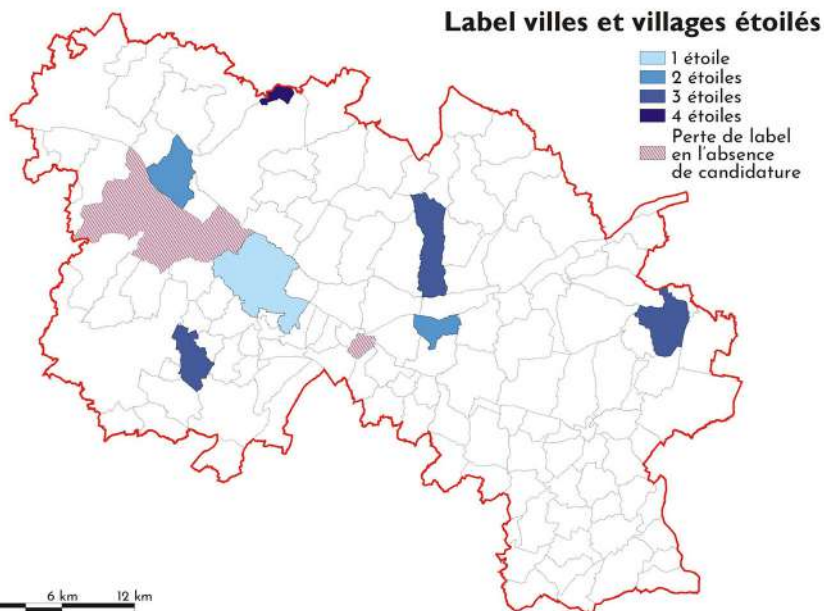 Label villes et villages étoilés
1 étoile
2 étoiles
3 étoiles
4 étoiles
Perte de label
en l'absence
de candidature
6 km
12 km